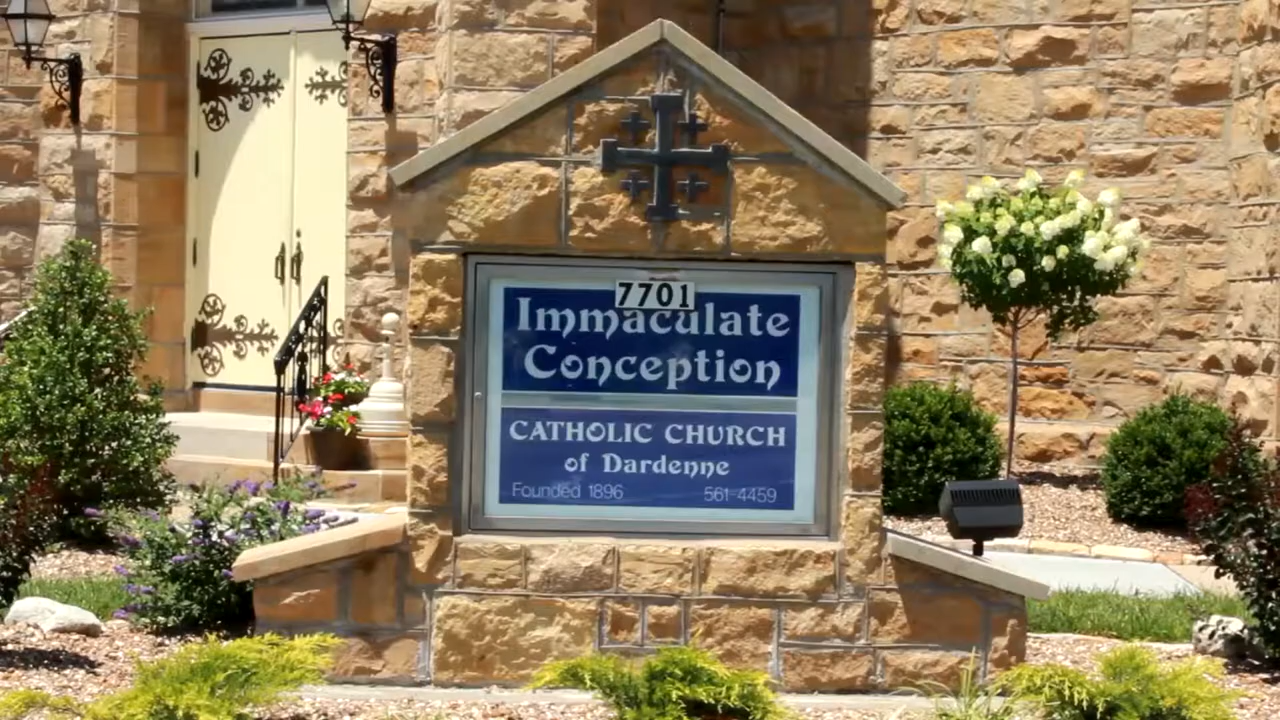 7701
Immaculate
Conception
CATHOLIC CHURCH
of Dardenne
Founded 1896 561-4459